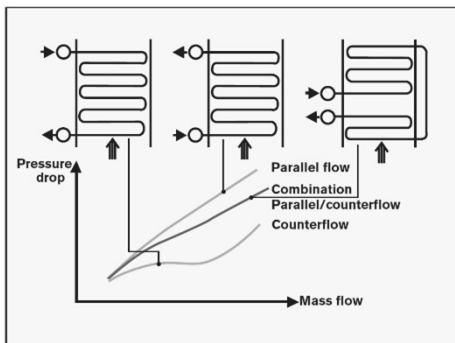 Pressure
drop
Parallel flow
Combination
Parallel/counterflow
Counterflow
Mass flow